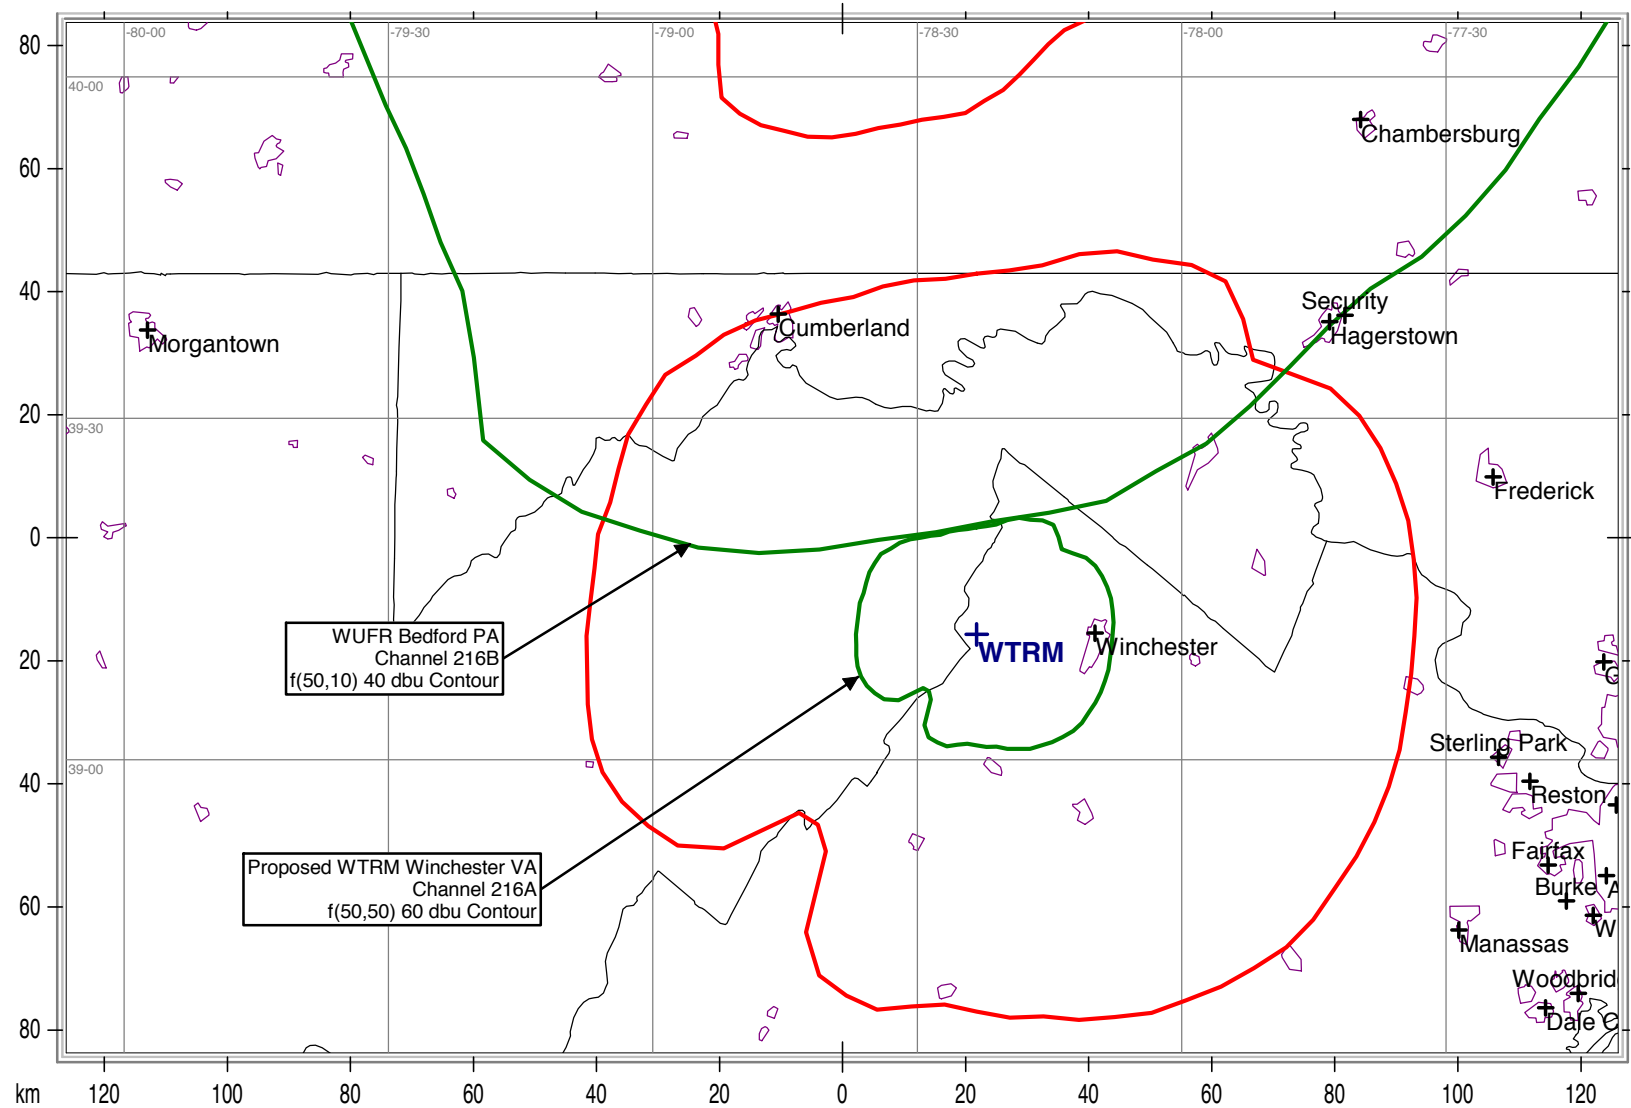 80
-80-00
-79-30
-79-00
-78-30
-78-00
-77-30
40-00
Chambersburg
60
40
Security
Cumberland
Hagerstown
Morgantown
20
39-30
Frederick
0
WUFR Bedford PA
Channel 216B
f(50,10) 40 dbu Contour
WTRM
Winchester
20
39-00
Sterling Park
40
Reston
Proposed WTRM Winchester VA
Channel 216A
f(50,50) 60 dbu Contour
Fairfax
Burke
A
60
W
Manassas
Woodbrid
80
Dale C
km 120 100 80 60 40 20 0 20 40 60 80 100 120